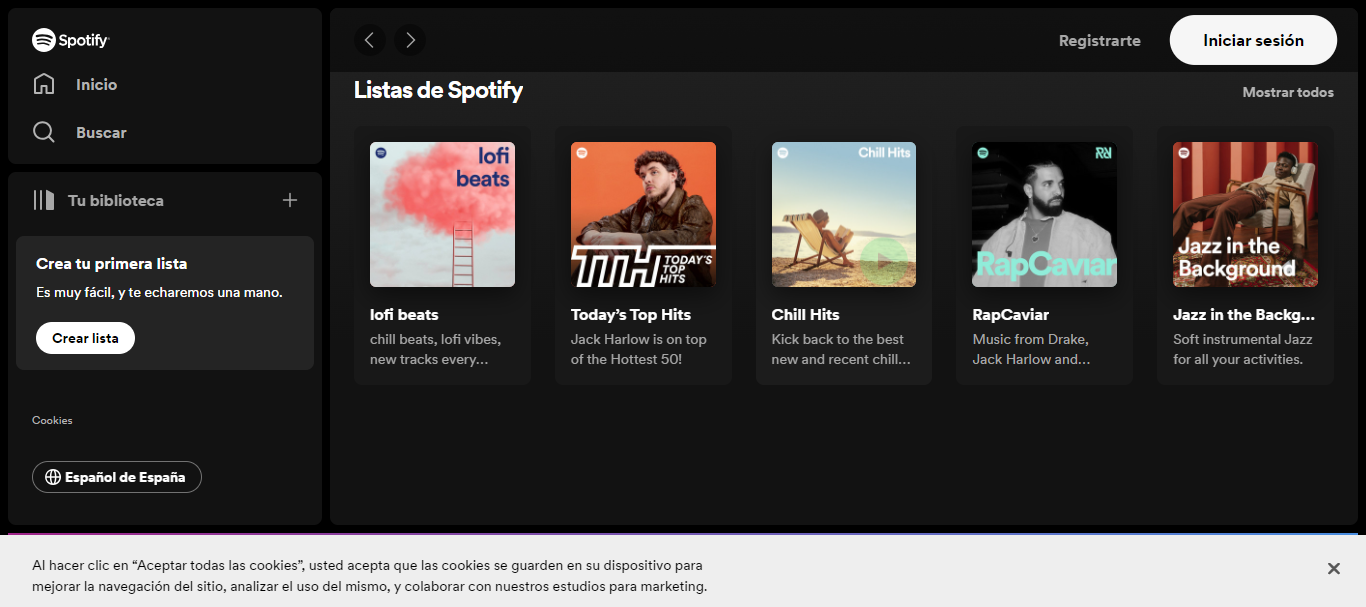 Spotify
Inicio
Buscar
Tu biblioteca
Crea tu primera lista
Es muy fácil, y te echaremos una mano.
Crear lista
Cookies
Español de España
Registrarte
Iniciar sesión
Listas de Spotify
Mostrar todos
lofi
beats
lofi beats
chill beats, lofi vibes,
new tracks every...
TTH TODAY'S
TOP
HITS
Today's Top Hits
Jack Harlow is on top
of the Hottest 50!
Chill Hits
Chill Hits
Kick back to the best
new and recent chill...
RapCaviar
RapCaviar
Music from Drake,
Jack Harlow and...
Jazz in the
Background
Jazz in the Backg...
Soft instrumental Jazz
for all your activities.
Al hacer clic en “Aceptar todas las cookies”, usted acepta que las cookies se guarden en su dispositivo para
mejorar la navegación del sitio, analizar el uso del mismo, y colaborar con nuestros estudios para marketing.